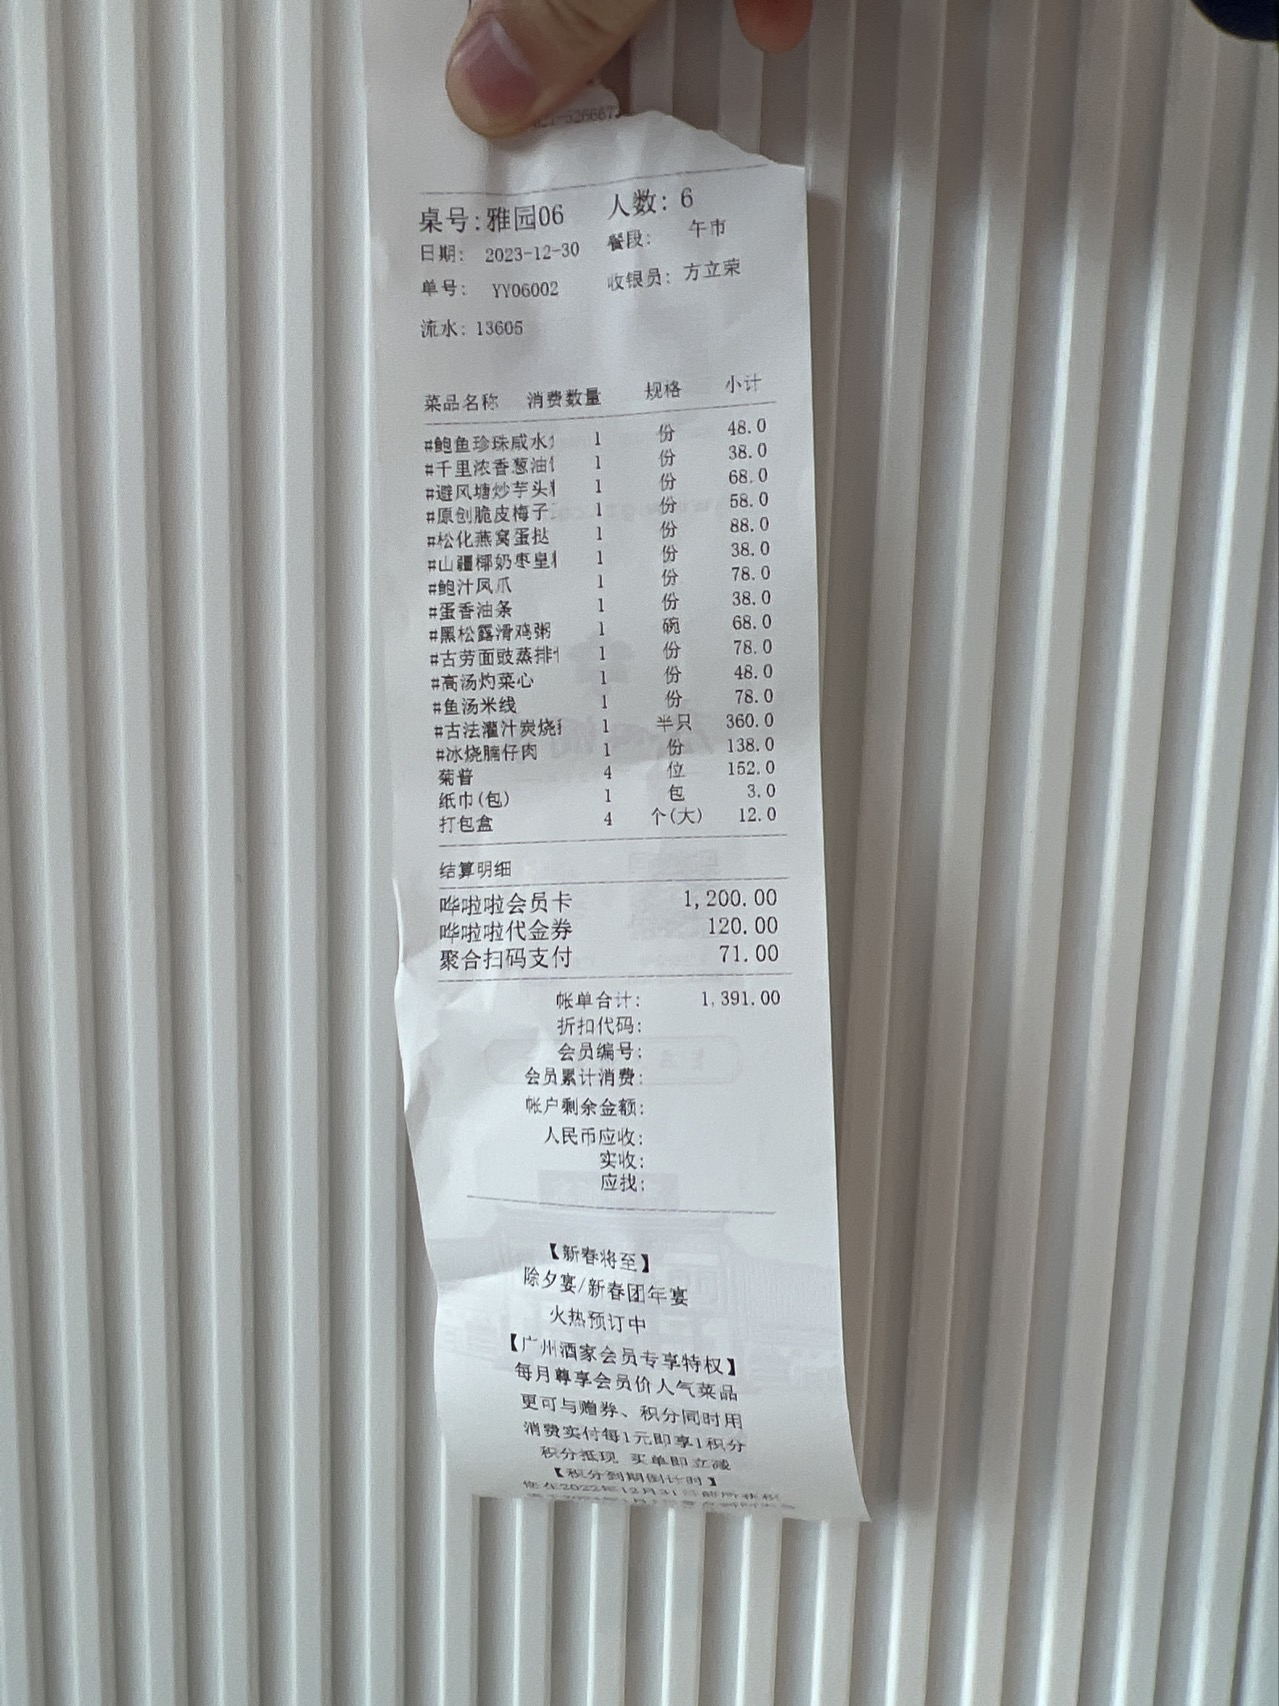 桌号:雅园06 人数: 6
日期: 2023-12-30 餐段: 午市
单号: YY06002 收银员: 方立荣
流水: 13605
菜品名称 消费数量 规格 小计
#鲍鱼珍珠咸水 1 份 48.0
#千里浓香葱油 1 份 38.0
#避风塘炒芋头 1 份 68.0
#原创脆皮梅子 1 份 58.0
#松化燕窝蛋挞 1 份 88.0
#山疆椰奶枣皇 1 份 38.0
#鲍汁凤爪 1 份 78.0
#蛋香油条 1 份 38.0
#黑松露滑鸡粥 1 碗 68.0
#古劳面豉蒸排 1 份 78.0
#高汤灼菜心 1 份 48.0
#鱼汤米线 1 份 78.0
#古法灌汁炭烧 1 半只 360.0
#冰烧腩仔肉 1 份 138.0
菊普 4 位 152.0
纸巾(包) 1 包 3.0
打包盒 4 个(大) 12.0
结算明细
哗啦啦会员卡 1,200.00
哗啦啦代金券 120.00
聚合扫码支付 71.00
帐单合计: 1,391.00
折扣代码:
会员编号:
会员累计消费:
帐户剩余金额:
人民币应收:
实收:
应找:
【新春将至】
除夕宴/新春团年宴
火热预订中
【广州酒家会员专享特权】
每月尊享会员价人气菜品
更可与赠券、积分同时用
消费实付每1元即享1积分
积分抵现 买单即立减
【积分到期倒计时】
您在2022年12月31日前所获积